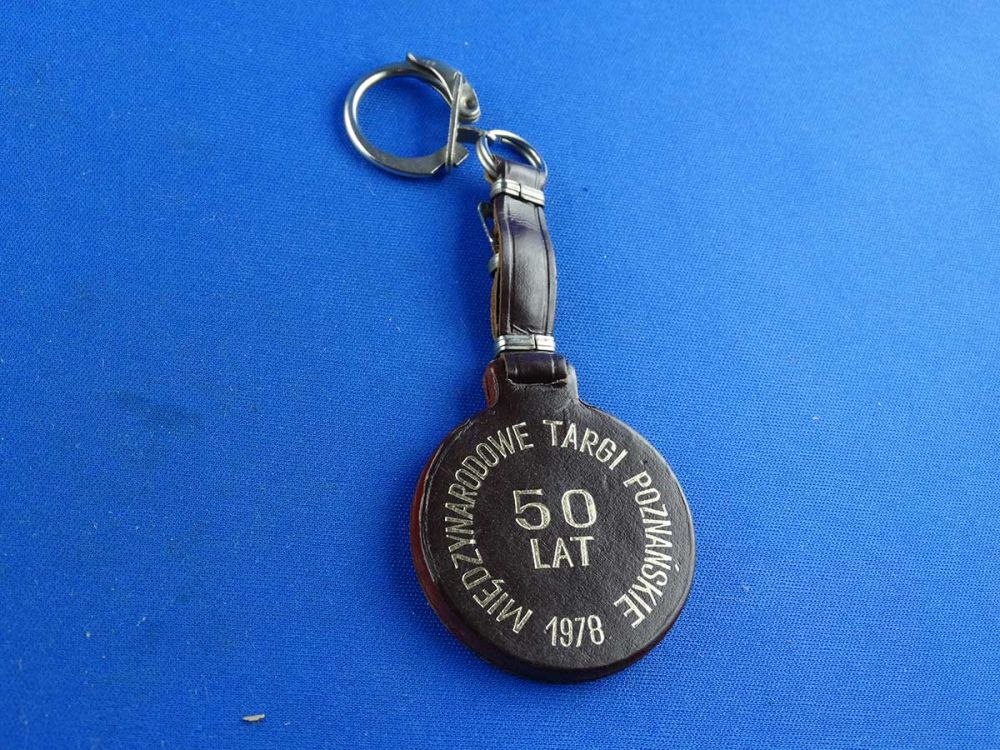 MIĘDZYNARODOWE TARGI POZNAŃSKIE
50
LAT
1978